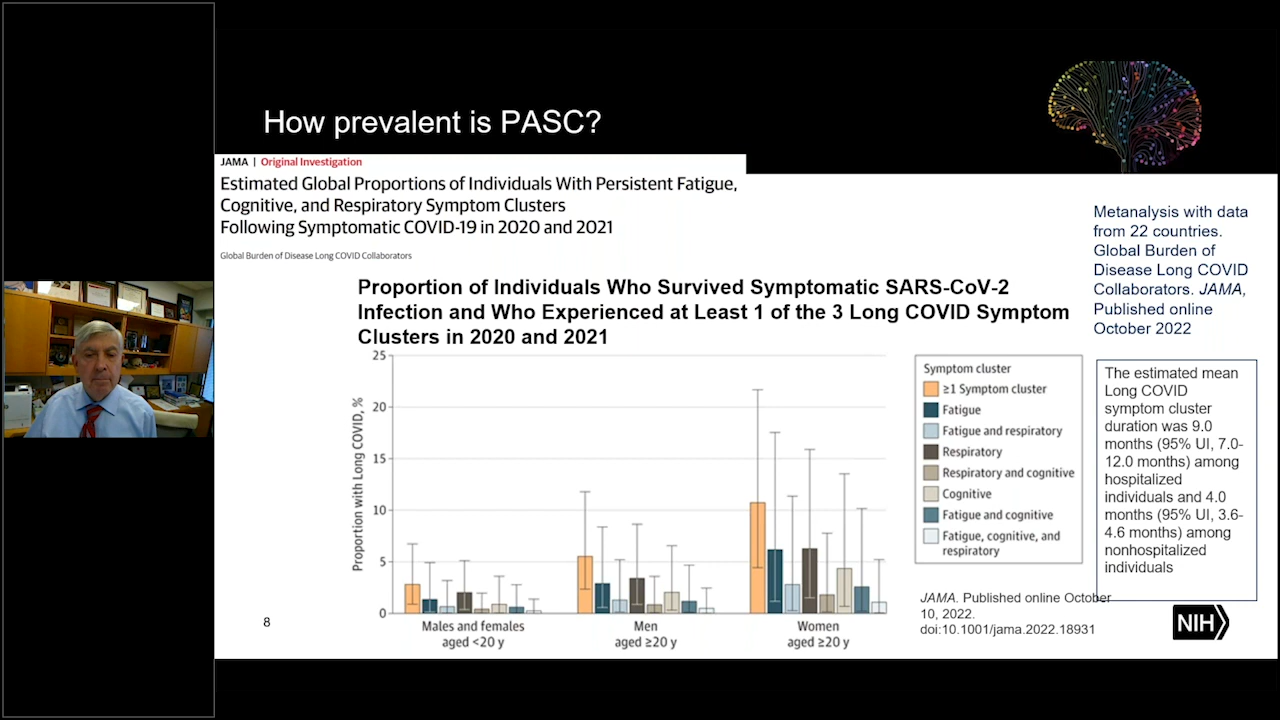 How prevalent is PASC?
JAMA | Original Investigation
Estimated Global Proportions of Individuals With Persistent Fatigue,
Cognitive, and Respiratory Symptom Clusters
Following Symptomatic COVID-19 in 2020 and 2021
Global Burden of Disease Long COVID Collaborators
Metanalysis with data
from 22 countries.
Global Burden of
Disease Long COVID
Collaborators. JAMA,
Published online
October 2022
Proportion of Individuals Who Survived Symptomatic SARS-CoV-2
Infection and Who Experienced at Least 1 of the 3 Long COVID Symptom
Clusters in 2020 and 2021
Proportion with Long COVID, %
25
20
15
10
5
0
Males and females
aged <20 y
Men
aged ≥20 y
Women
aged ≥20 y
Symptom cluster
≥1 Symptom cluster
Fatigue
Fatigue and respiratory
Respiratory
Respiratory and cognitive
Cognitive
Fatigue and cognitive
Fatigue, cognitive, and
respiratory
The estimated mean
Long COVID
symptom cluster
duration was 9.0
months (95% UI, 7.0-
12.0 months) among
hospitalized
individuals and 4.0
months (95% UI, 3.6-
4.6 months) among
nonhospitalized
individuals
JAMA. Published online October
10, 2022.
doi:10.1001/jama.2022.18931
8
NIH